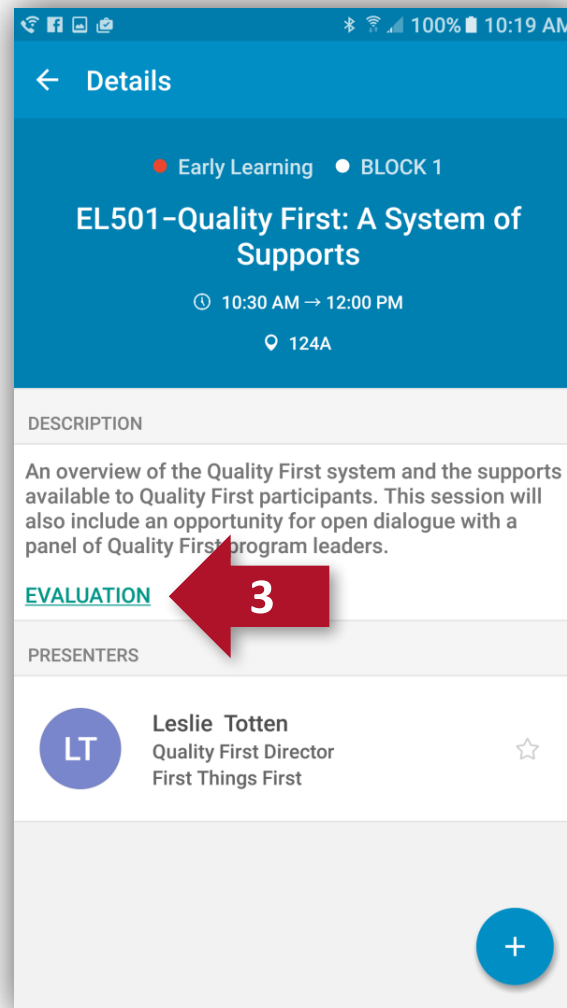 100% 10:19 AM
← Details
Early Learning BLOCK 1
EL501–Quality First: A System of
Supports
10:30 AM → 12:00 PM
124A
DESCRIPTION
An overview of the Quality First system and the supports
available to Quality First participants. This session will
also include an opportunity for open dialogue with a
panel of Quality First program leaders.
EVALUATION
3
PRESENTERS
LT
Leslie Totten
Quality First Director
First Things First
+